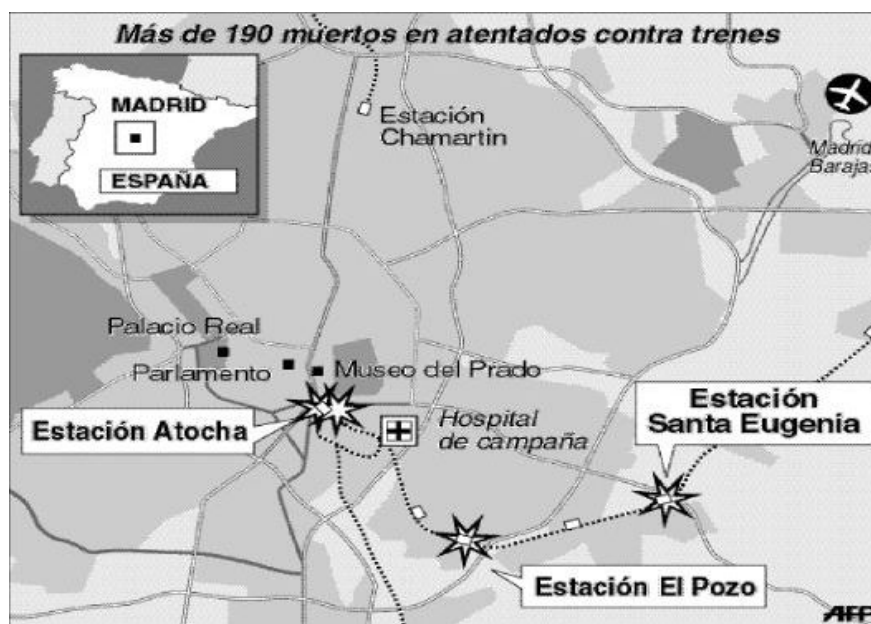 Más de 190 muertos en atentados contra trenes
MADRID
ESPAÑA
Estación
Chamartin
Madrid
Barajas
Palacio Real
Parlamento
Museo del Prado
Estación Atocha
Hospital
de campaña
Estación
Santa Eugenia
Estación El Pozo
AFP